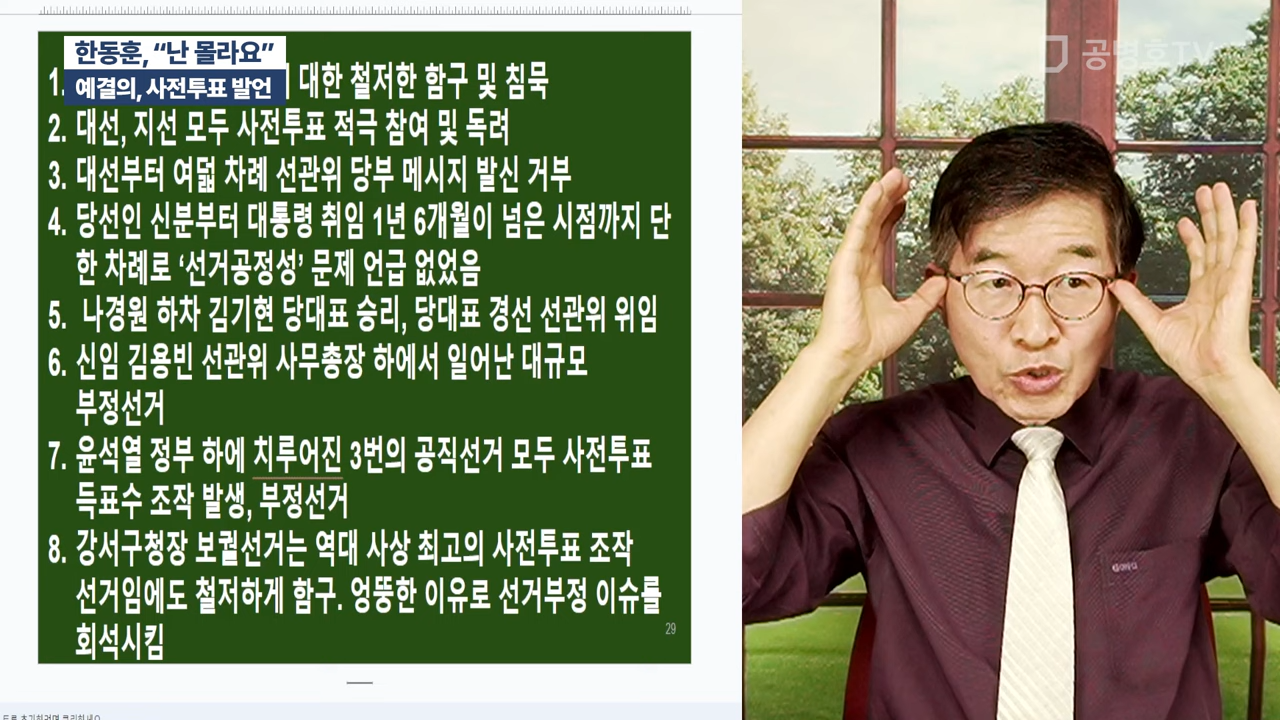 한동훈, “난 몰라요”
예결의, 사전투표 발언
공병호TV
1. 대한 철저한 함구 및 침묵
2. 대선, 지선 모두 사전투표 적극 참여 및 독려
3. 대선부터 여덟 차례 선관위 당부 메시지 발신 거부
4. 당선인 신분부터 대통령 취임 1년 6개월이 넘은 시점까지 단
한 차례로 ‘선거공정성’ 문제 언급 없었음
5. 나경원 하차 김기현 당대표 승리, 당대표 경선 선관위 위임
6. 신임 김용빈 선관위 사무총장 하에서 일어난 대규모
부정선거
7. 윤석열 정부 하에 치루어진 3번의 공직선거 모두 사전투표
득표수 조작 발생, 부정선거
8. 강서구청장 보궐선거는 역대 사상 최고의 사전투표 조작
선거임에도 철저하게 함구. 엉뚱한 이유로 선거부정 이슈를
희석시킴
29